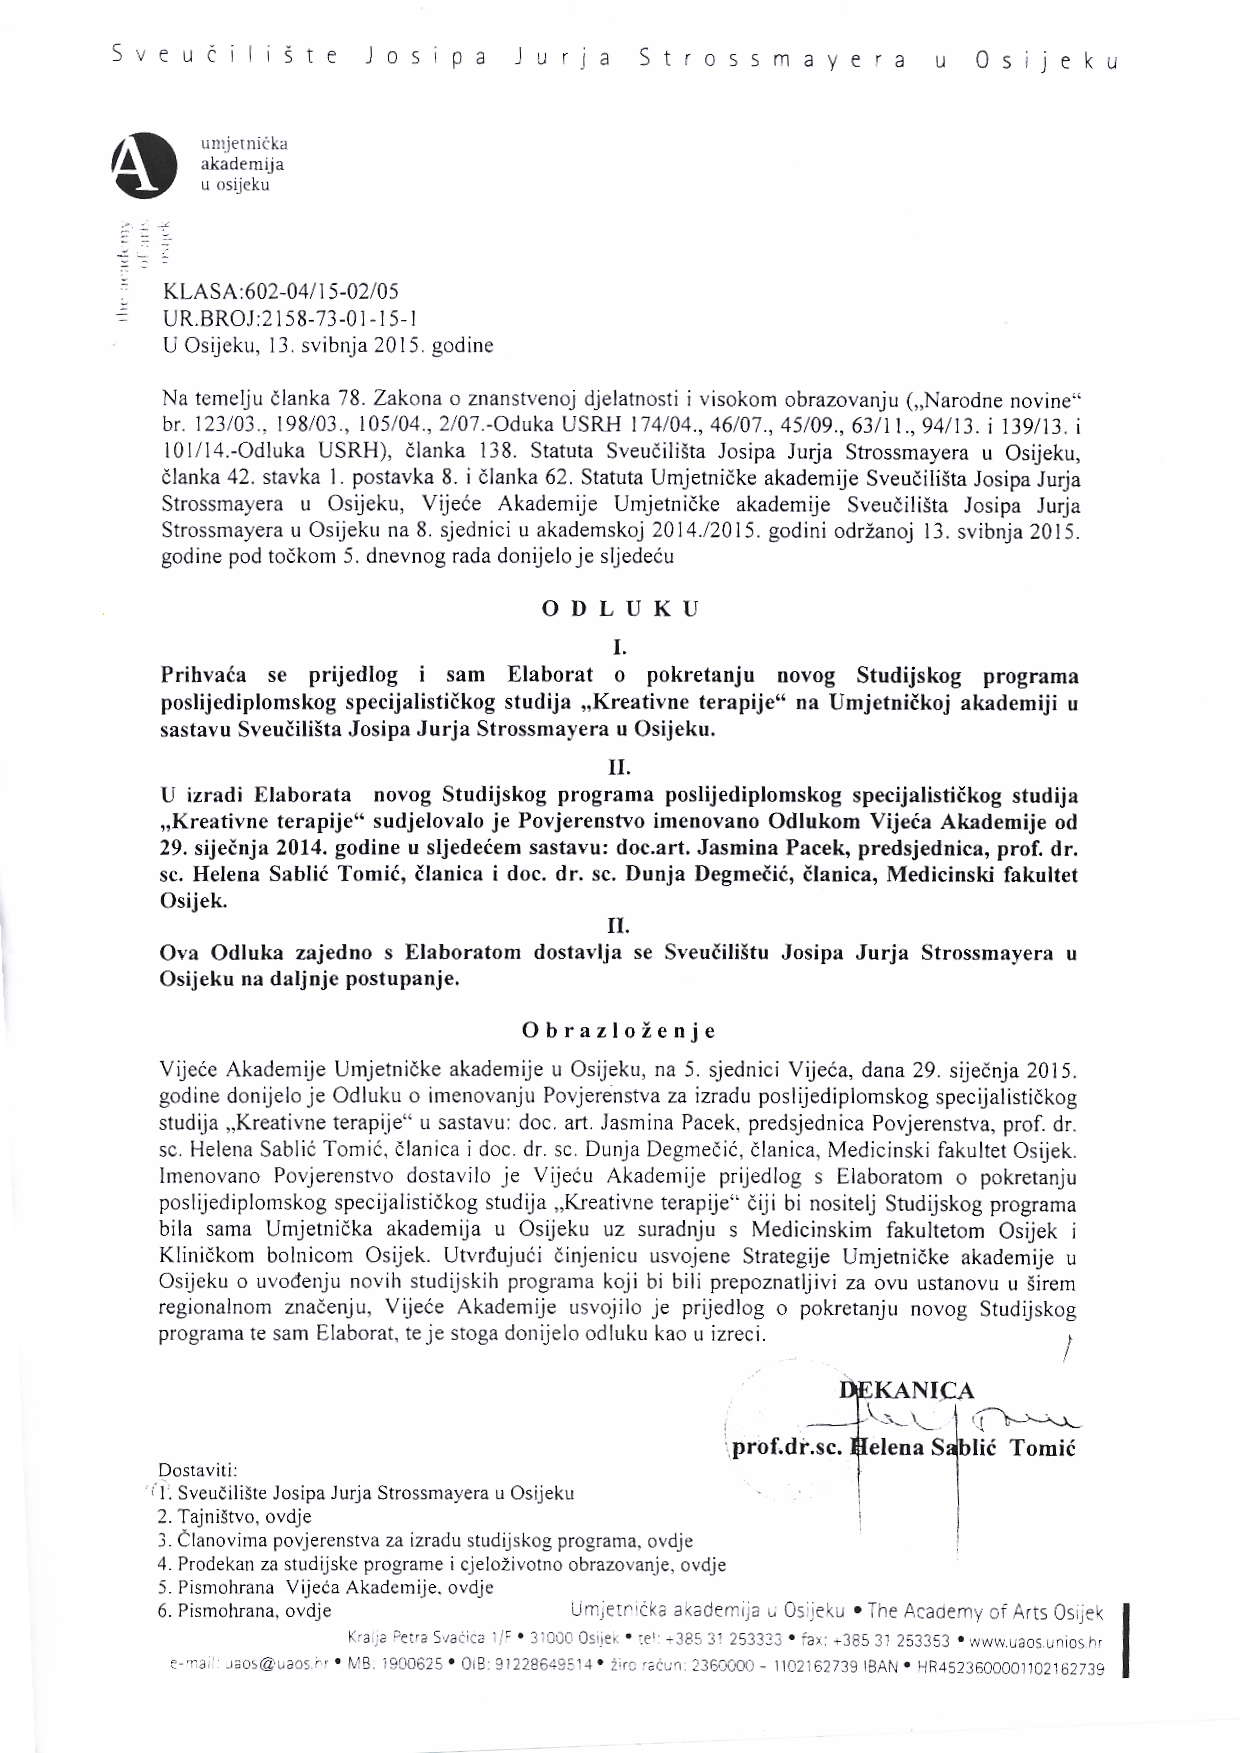 Sveučilište Josipa Jurja Strossmayera u Osijeku
umjetnička
akademija
u osijeku
the academy
of arts
osijek
KLASA:602-04/15-02/05
UR.BROJ:2158-73-01-15-1
U Osijeku, 13. svibnja 2015. godine
Na temelju članka 78. Zakona o znanstvenoj djelatnosti i visokom obrazovanju („Narodne novine“
br. 123/03., 198/03., 105/04., 2/07.-Oduka USRH 174/04., 46/07., 45/09., 63/11., 94/13. i 139/13. i
101/14.-Odluka USRH), članka 138. Statuta Sveučilišta Josipa Jurja Strossmayera u Osijeku,
članka 42. stavka 1. postavka 8. i članka 62. Statuta Umjetničke akademije Sveučilišta Josipa Jurja
Strossmayera u Osijeku, Vijeće Akademije Umjetničke akademije Sveučilišta Josipa Jurja
Strossmayera u Osijeku na 8. sjednici u akademskoj 2014./2015. godini održanoj 13. svibnja 2015.
godine pod točkom 5. dnevnog rada donijelo je sljedeću
O D L U K U
I.
Prihvaća se prijedlog i sam Elaborat o pokretanju novog Studijskog programa
poslijediplomskog specijalističkog studija „Kreativne terapije“ na Umjetničkoj akademiji u
sastavu Sveučilišta Josipa Jurja Strossmayera u Osijeku.
II.
U izradi Elaborata novog Studijskog programa poslijediplomskog specijalističkog studija
„Kreativne terapije“ sudjelovalo je Povjerenstvo imenovano Odlukom Vijeća Akademije od
29. siječnja 2014. godine u sljedećem sastavu: doc.art. Jasmina Pacek, predsjednica, prof. dr.
sc. Helena Sablić Tomić, članica i doc. dr. sc. Dunja Degmečić, članica, Medicinski fakultet
Osijek.
II.
Ova Odluka zajedno s Elaboratom dostavlja se Sveučilištu Josipa Jurja Strossmayera u
Osijeku na daljnje postupanje.
O b r a z l o ž e n j e
Vijeće Akademije Umjetničke akademije u Osijeku, na 5. sjednici Vijeća, dana 29. siječnja 2015.
godine donijelo je Odluku o imenovanju Povjerenstva za izradu poslijediplomskog specijalističkog
studija „Kreativne terapije“ u sastavu: doc. art. Jasmina Pacek, predsjednica Povjerenstva, prof. dr.
sc. Helena Sablić Tomić, članica i doc. dr. sc. Dunja Degmečić, članica, Medicinski fakultet Osijek.
Imenovano Povjerenstvo dostavilo je Vijeću Akademije prijedlog s Elaboratom o pokretanju
poslijediplomskog specijalističkog studija „Kreativne terapije“ čiji bi nositelj Studijskog programa
bila sama Umjetnička akademija u Osijeku uz suradnju s Medicinskim fakultetom Osijek i
Kliničkom bolnicom Osijek. Utvrđujući činjenicu usvojene Strategije Umjetničke akademije u
Osijeku o uvođenju novih studijskih programa koji bi bili prepoznatljivi za ovu ustanovu u širem
regionalnom značenju, Vijeće Akademije usvojilo je prijedlog o pokretanju novog Studijskog
programa te sam Elaborat, te je stoga donijelo odluku kao u izreci.
DEKANICA
prof.dr.sc. Helena Sablić Tomić
Dostaviti:
1. Sveučilište Josipa Jurja Strossmayera u Osijeku
2. Tajništvo, ovdje
3. Članovima povjerenstva za izradu studijskog programa, ovdje
4. Prodekan za studijske programe i cjeloživotno obrazovanje, ovdje
5. Pismohrana Vijeća Akademije, ovdje
6. Pismohrana, ovdje
Umjetnička akademija u Osijeku • The Academy of Arts Osijek
Kralja Petra Svačića 1/F • 31000 Osijek • tel: +385 31 253333 • fax: +385 31 253353 • www.uaos.unios.hr
e-mail: uaos@uaos.hr • MB. 1900625 • OIB: 91228649514 • žiro račun: 2360000 – 1102162739 IBAN • HR4523600001102162739